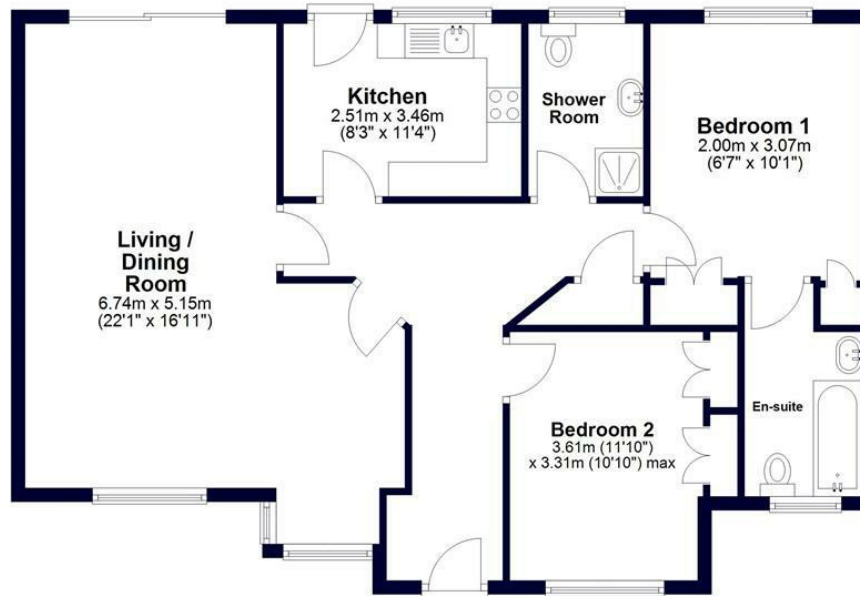 Kitchen
2.51m x 3.46m
(8'3" x 11'4")
Shower
Room
Bedroom 1
2.00m x 3.07m
(6'7" x 10'1")
Living /
Dining
Room
6.74m x 5.15m
(22'1" x 16'11")
Bedroom 2
3.61m (11'10")
x 3.31m (10'10") max
En-suite